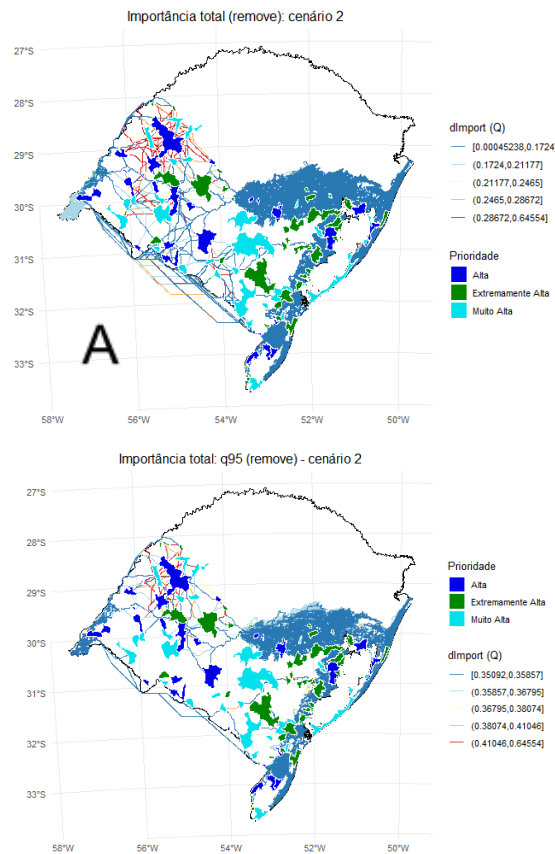 Importância total (remove): cenário 2
27°S
28°S
29°S
30°S
31°S
32°S
33°S
58°W
56°W
54°W
52°W
50°W
A
dImport (Q)
[0.00045238,0.1724]
(0.1724,0.21177]
(0.21177,0.2465]
(0.2465,0.28672]
(0.28672,0.64554]
Prioridade
Alta
Extremamente Alta
Muito Alta
Importância total: q95 (remove) - cenário 2
27°S
28°S
29°S
30°S
31°S
32°S
33°S
58°W
56°W
54°W
52°W
50°W
Prioridade
Alta
Extremamente Alta
Muito Alta
dImport (Q)
[0.35092,0.35857]
(0.35857,0.36795]
(0.36795,0.38074]
(0.38074,0.41046]
(0.41046,0.64554]